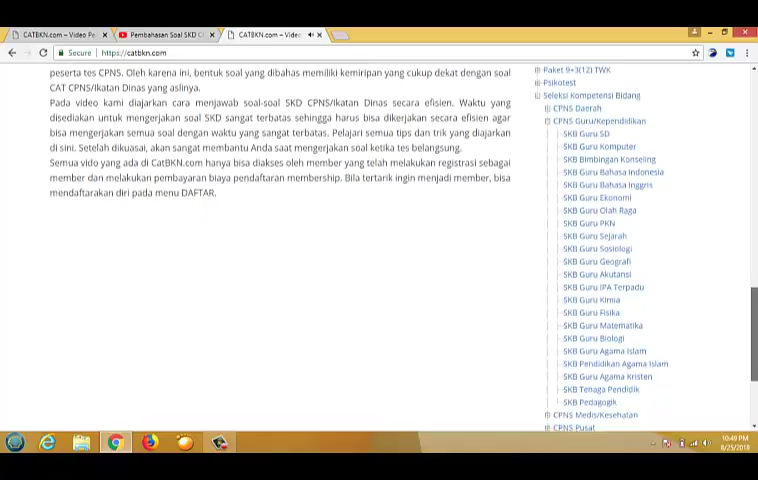 CATBKN.com – Video Pe
Pembahasan Soal SKD C
CATBKN.com – Video
Secure
https://catbkn.com
peserta tes CPNS. Oleh karena ini, bentuk soal yang dibahas memiliki kemiripan yang cukup dekat dengan soal
CAT CPNS/Ikatan Dinas yang aslinya.
Pada video kami diajarkan cara menjawab soal-soal SKD CPNS/Ikatan Dinas secara efisien. Waktu yang
disediakan untuk mengerjakan soal SKD sangat terbatas sehingga harus bisa dikerjakan secara efisien agar
bisa mengerjakan semua soal dengan waktu yang sangat terbatas. Pelajari semua tips dan trik yang diajarkan
di sini. Setelah dikuasai, akan sangat membantu Anda saat mengerjakan soal ketika tes belangsung.
Semua vido yang ada di CatBKN.com hanya bisa diakses oleh member yang telah melakukan registrasi sebagai
member dan melakukan pembayaran biaya pendaftaran membership. Bila tertarik ingin menjadi member, bisa
mendaftarakan diri pada menu DAFTAR.
Paket 9+3(12) TWK
Psikotest
Seleksi Kompetensi Bidang
CPNS Daerah
CPNS Guru/Kependidikan
SKB Guru SD
SKB Guru Komputer
SKB Bimbingan Konseling
SKB Guru Bahasa Indonesia
SKB Guru Bahasa Inggris
SKB Guru Ekonomi
SKB Guru Olah Raga
SKB Guru PKN
SKB Guru Sejarah
SKB Guru Sosiologi
SKB Guru Geografi
SKB Guru Akutansi
SKB Guru IPA Terpadu
SKB Guru Kimia
SKB Guru Fisika
SKB Guru Matematika
SKB Guru Biologi
SKB Guru Agama Islam
SKB Pendidikan Agama Islam
SKB Guru Agama Kristen
SKB Tenaga Pendidik
SKB Pedagogik
CPNS Medis/Kesehatan
CPNS Pusat
10:49 PM
8/25/2018